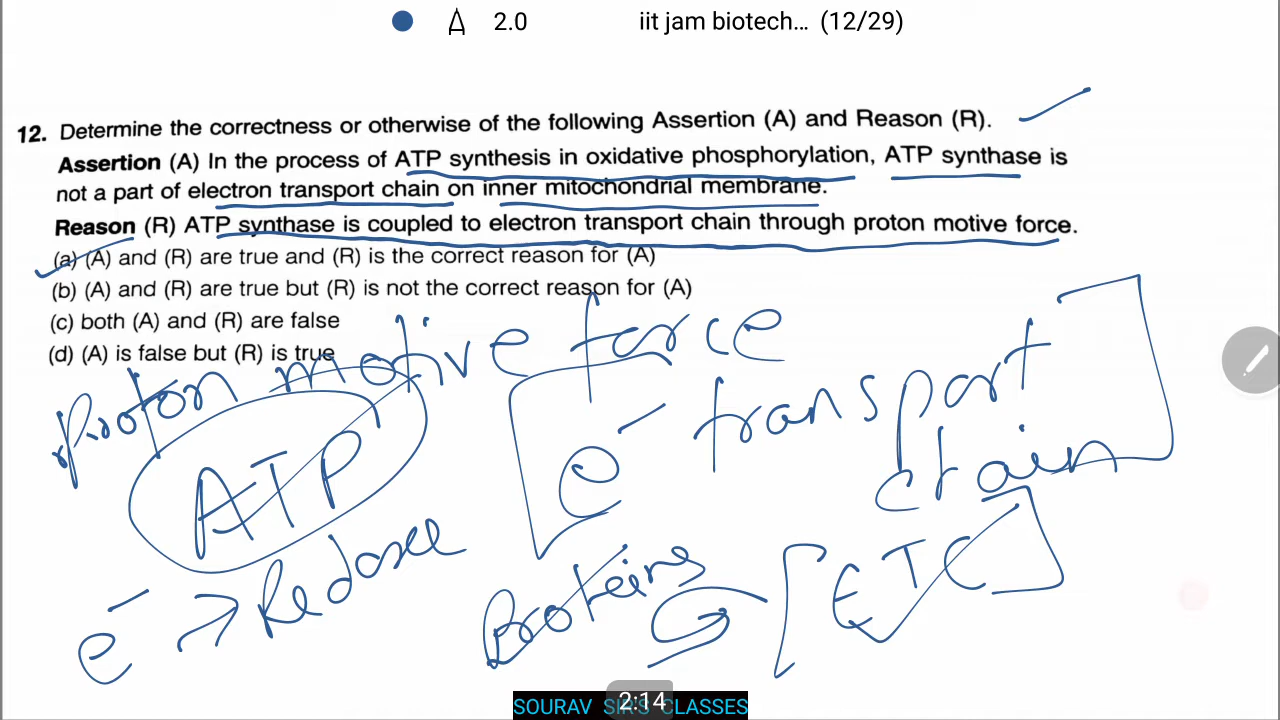 2.0 iit jam biotech... (12/29)
12. Determine the correctness or otherwise of the following Assertion (A) and Reason (R).
Assertion (A) In the process of ATP synthesis in oxidative phosphorylation, ATP synthase is
not a part of electron transport chain on inner mitochondrial membrane.
Reason (R) ATP synthase is coupled to electron transport chain through proton motive force.
(a) (A) and (R) are true and (R) is the correct reason for (A)
(b) (A) and (R) are true but (R) is not the correct reason for (A)
(c) both (A) and (R) are false
(d) (A) is false but (R) is true
Proton motive force
ATP
e⁻ transport
chain
e⁻ → Redox
Proteins
[ETC]
SOURAV SIR'S CLASSES
2:14